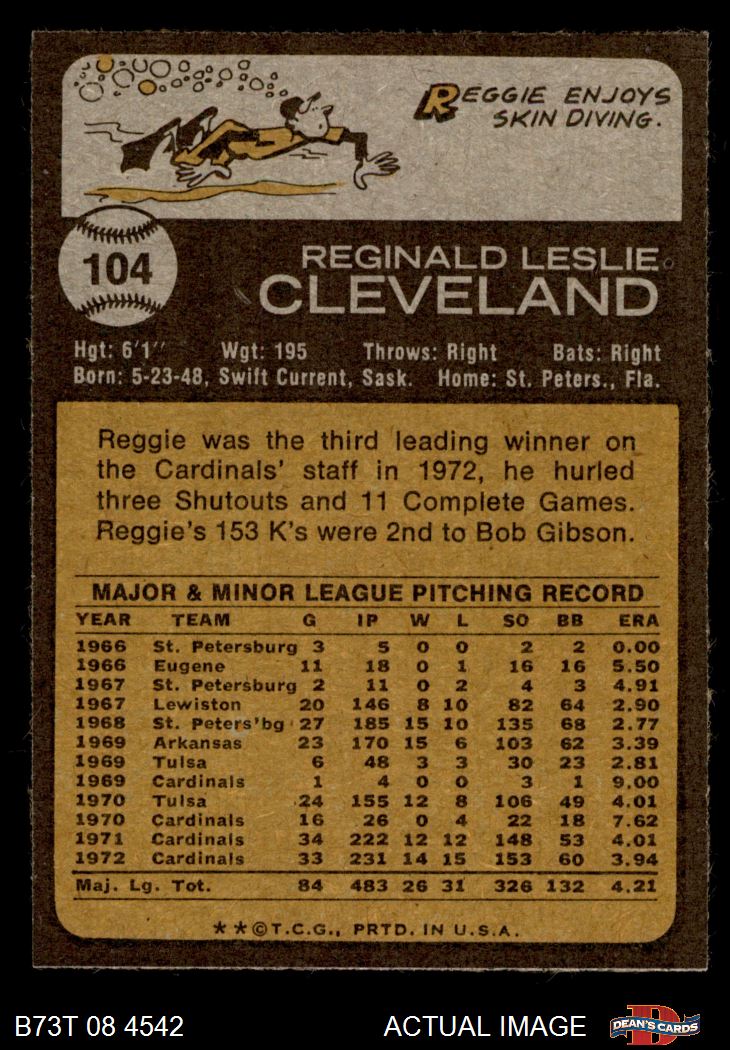 REGGIE ENJOYS
SKIN DIVING.
104
REGINALD LESLIE
CLEVELAND
Hgt: 6'1" Wgt: 195 Throws: Right Bats: Right
Born: 5-23-48, Swift Current, Sask. Home: St. Peters., Fla.
Reggie was the third leading winner on
the Cardinals' staff in 1972, he hurled
three Shutouts and 11 Complete Games.
Reggie's 153 K's were 2nd to Bob Gibson.
MAJOR & MINOR LEAGUE PITCHING RECORD
YEAR TEAM G IP W L SO BB ERA
1966 St. Petersburg 3 5 0 0 2 2 0.00
1966 Eugene 11 18 0 1 16 16 5.50
1967 St. Petersburg 2 11 0 2 4 3 4.91
1967 Lewiston 20 146 8 10 82 64 2.90
1968 St. Peters'bg 27 185 15 10 135 68 2.77
1969 Arkansas 23 170 15 6 103 62 3.39
1969 Tulsa 6 48 3 3 30 23 2.81
1969 Cardinals 1 4 0 0 3 1 9.00
1970 Tulsa 24 155 12 8 106 49 4.01
1970 Cardinals 16 26 0 4 22 18 7.62
1971 Cardinals 34 222 12 12 148 53 4.01
1972 Cardinals 33 231 14 15 153 60 3.94
Maj. Lg. Tot. 84 483 26 31 326 132 4.21
**©T.C.G., PRTD. IN U.S.A.
B73T 08 4542 ACTUAL IMAGE DEAN'S CARDS